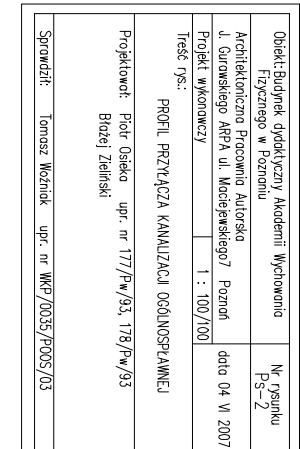 Obiekt: Budynek dydaktyczny Akademii Wychowania
Fizycznego w Poznaniu
Nr rysunku
Ps-2
Architektoniczna Pracownia Autorska
J. Gurawskiego ARPA ul. Maciejewskiego7 Poznań
data 04 VI 2007
Projekt wykonawczy
1 : 100/100
Treść rys.:
PROFIL PRZYŁĄCZA KANALIZACJI OGÓLNOSPŁAWNEJ
Projektował: Piotr Osieka upr. nr 177/Pw/93, 178/Pw/93
Błażej Zieliński
Sprawdził: Tomasz Woźniak upr. nr WKP/0035/POOS/03